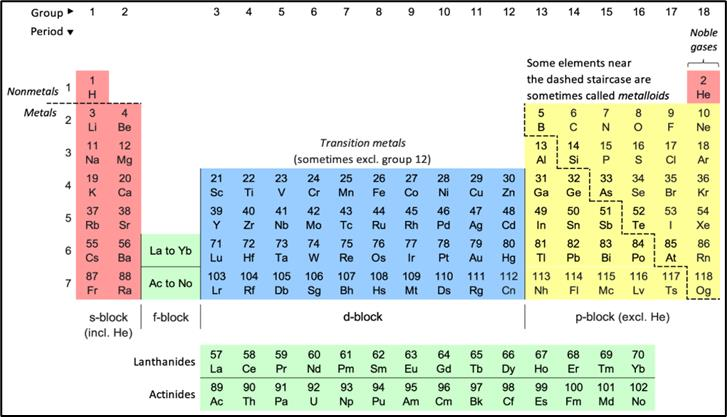 Group ► 1 2 3 4 5 6 7 8 9 10 11 12 13 14 15 16 17 18
Period ▼
Noble
gases
Some elements near
the dashed staircase are
sometimes called metalloids
Nonmetals
Metals
1 1 2
H He
2 3 4 5 6 7 8 9 10
Li Be B C N O F Ne
Transition metals
(sometimes excl. group 12)
3 11 12 13 14 15 16 17 18
Na Mg Al Si P S Cl Ar
4 19 20 21 22 23 24 25 26 27 28 29 30 31 32 33 34 35 36
K Ca Sc Ti V Cr Mn Fe Co Ni Cu Zn Ga Ge As Se Br Kr
5 37 38 39 40 41 42 43 44 45 46 47 48 49 50 51 52 53 54
Rb Sr Y Zr Nb Mo Tc Ru Rh Pd Ag Cd In Sn Sb Te I Xe
6 55 56 La to Yb 71 72 73 74 75 76 77 78 79 80 81 82 83 84 85 86
Cs Ba Lu Hf Ta W Re Os Ir Pt Au Hg Tl Pb Bi Po At Rn
7 87 88 Ac to No 103 104 105 106 107 108 109 110 111 112 113 114 115 116 117 118
Fr Ra Lr Rf Db Sg Bh Hs Mt Ds Rg Cn Nh Fl Mc Lv Ts Og
s-block f-block d-block p-block (excl. He)
(incl. He)
Lanthanides 57 58 59 60 61 62 63 64 65 66 67 68 69 70
La Ce Pr Nd Pm Sm Eu Gd Tb Dy Ho Er Tm Yb
Actinides 89 90 91 92 93 94 95 96 97 98 99 100 101 102
Ac Th Pa U Np Pu Am Cm Bk Cf Es Fm Md No